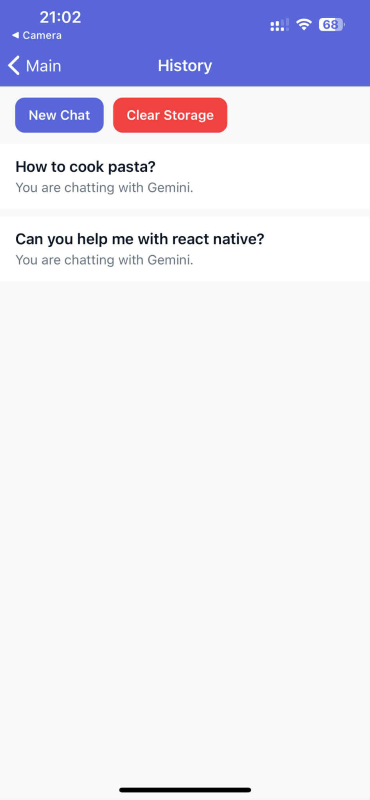 21:02
◀ Camera
68
Main
History
New Chat
Clear Storage
How to cook pasta?
You are chatting with Gemini.
Can you help me with react native?
You are chatting with Gemini.